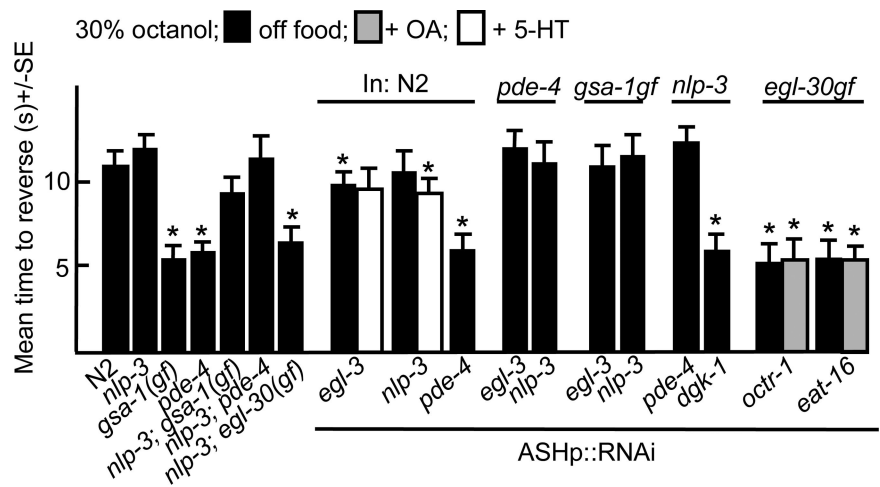 30% octanol; off food; + OA; + 5-HT
In: N2 pde-4 gsa-1gf nlp-3 egl-30gf
Mean time to reverse (s)+/-SE
10
5
* * * * * * * * * * *
N2 nlp-3 gsa-1(gf) pde-4 nlp-3; gsa-1(gf) nlp-3; pde-4 nlp-3; egl-30(gf) egl-3 nlp-3 pde-4 egl-3 nlp-3 egl-3 nlp-3 pde-4 dgk-1 octr-1 eat-16
ASHp::RNAi